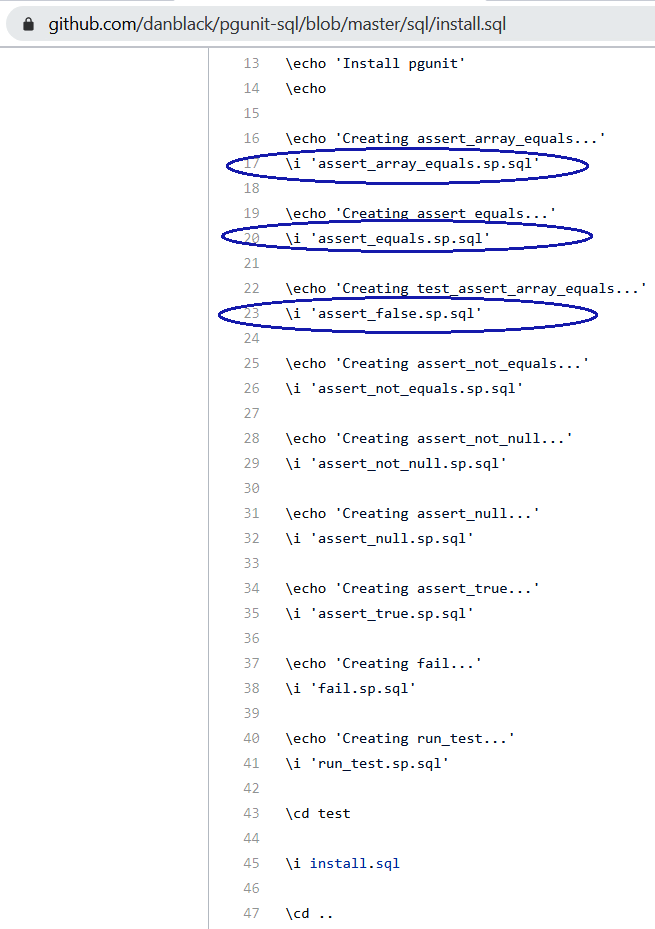 github.com/danblack/pgunit-sql/blob/master/sql/install.sql
13 \echo 'Install pgunit'
14 \echo
15
16 \echo 'Creating assert_array_equals...'
17 \i 'assert_array_equals.sp.sql'
18
19 \echo 'Creating assert_equals...'
20 \i 'assert_equals.sp.sql'
21
22 \echo 'Creating test_assert_array_equals...'
23 \i 'assert_false.sp.sql'
24
25 \echo 'Creating assert_not_equals...'
26 \i 'assert_not_equals.sp.sql'
27
28 \echo 'Creating assert_not_null...'
29 \i 'assert_not_null.sp.sql'
30
31 \echo 'Creating assert_null...'
32 \i 'assert_null.sp.sql'
33
34 \echo 'Creating assert_true...'
35 \i 'assert_true.sp.sql'
36
37 \echo 'Creating fail...'
38 \i 'fail.sp.sql'
39
40 \echo 'Creating run_test...'
41 \i 'run_test.sp.sql'
42
43 \cd test
44
45 \i install.sql
46
47 \cd ..